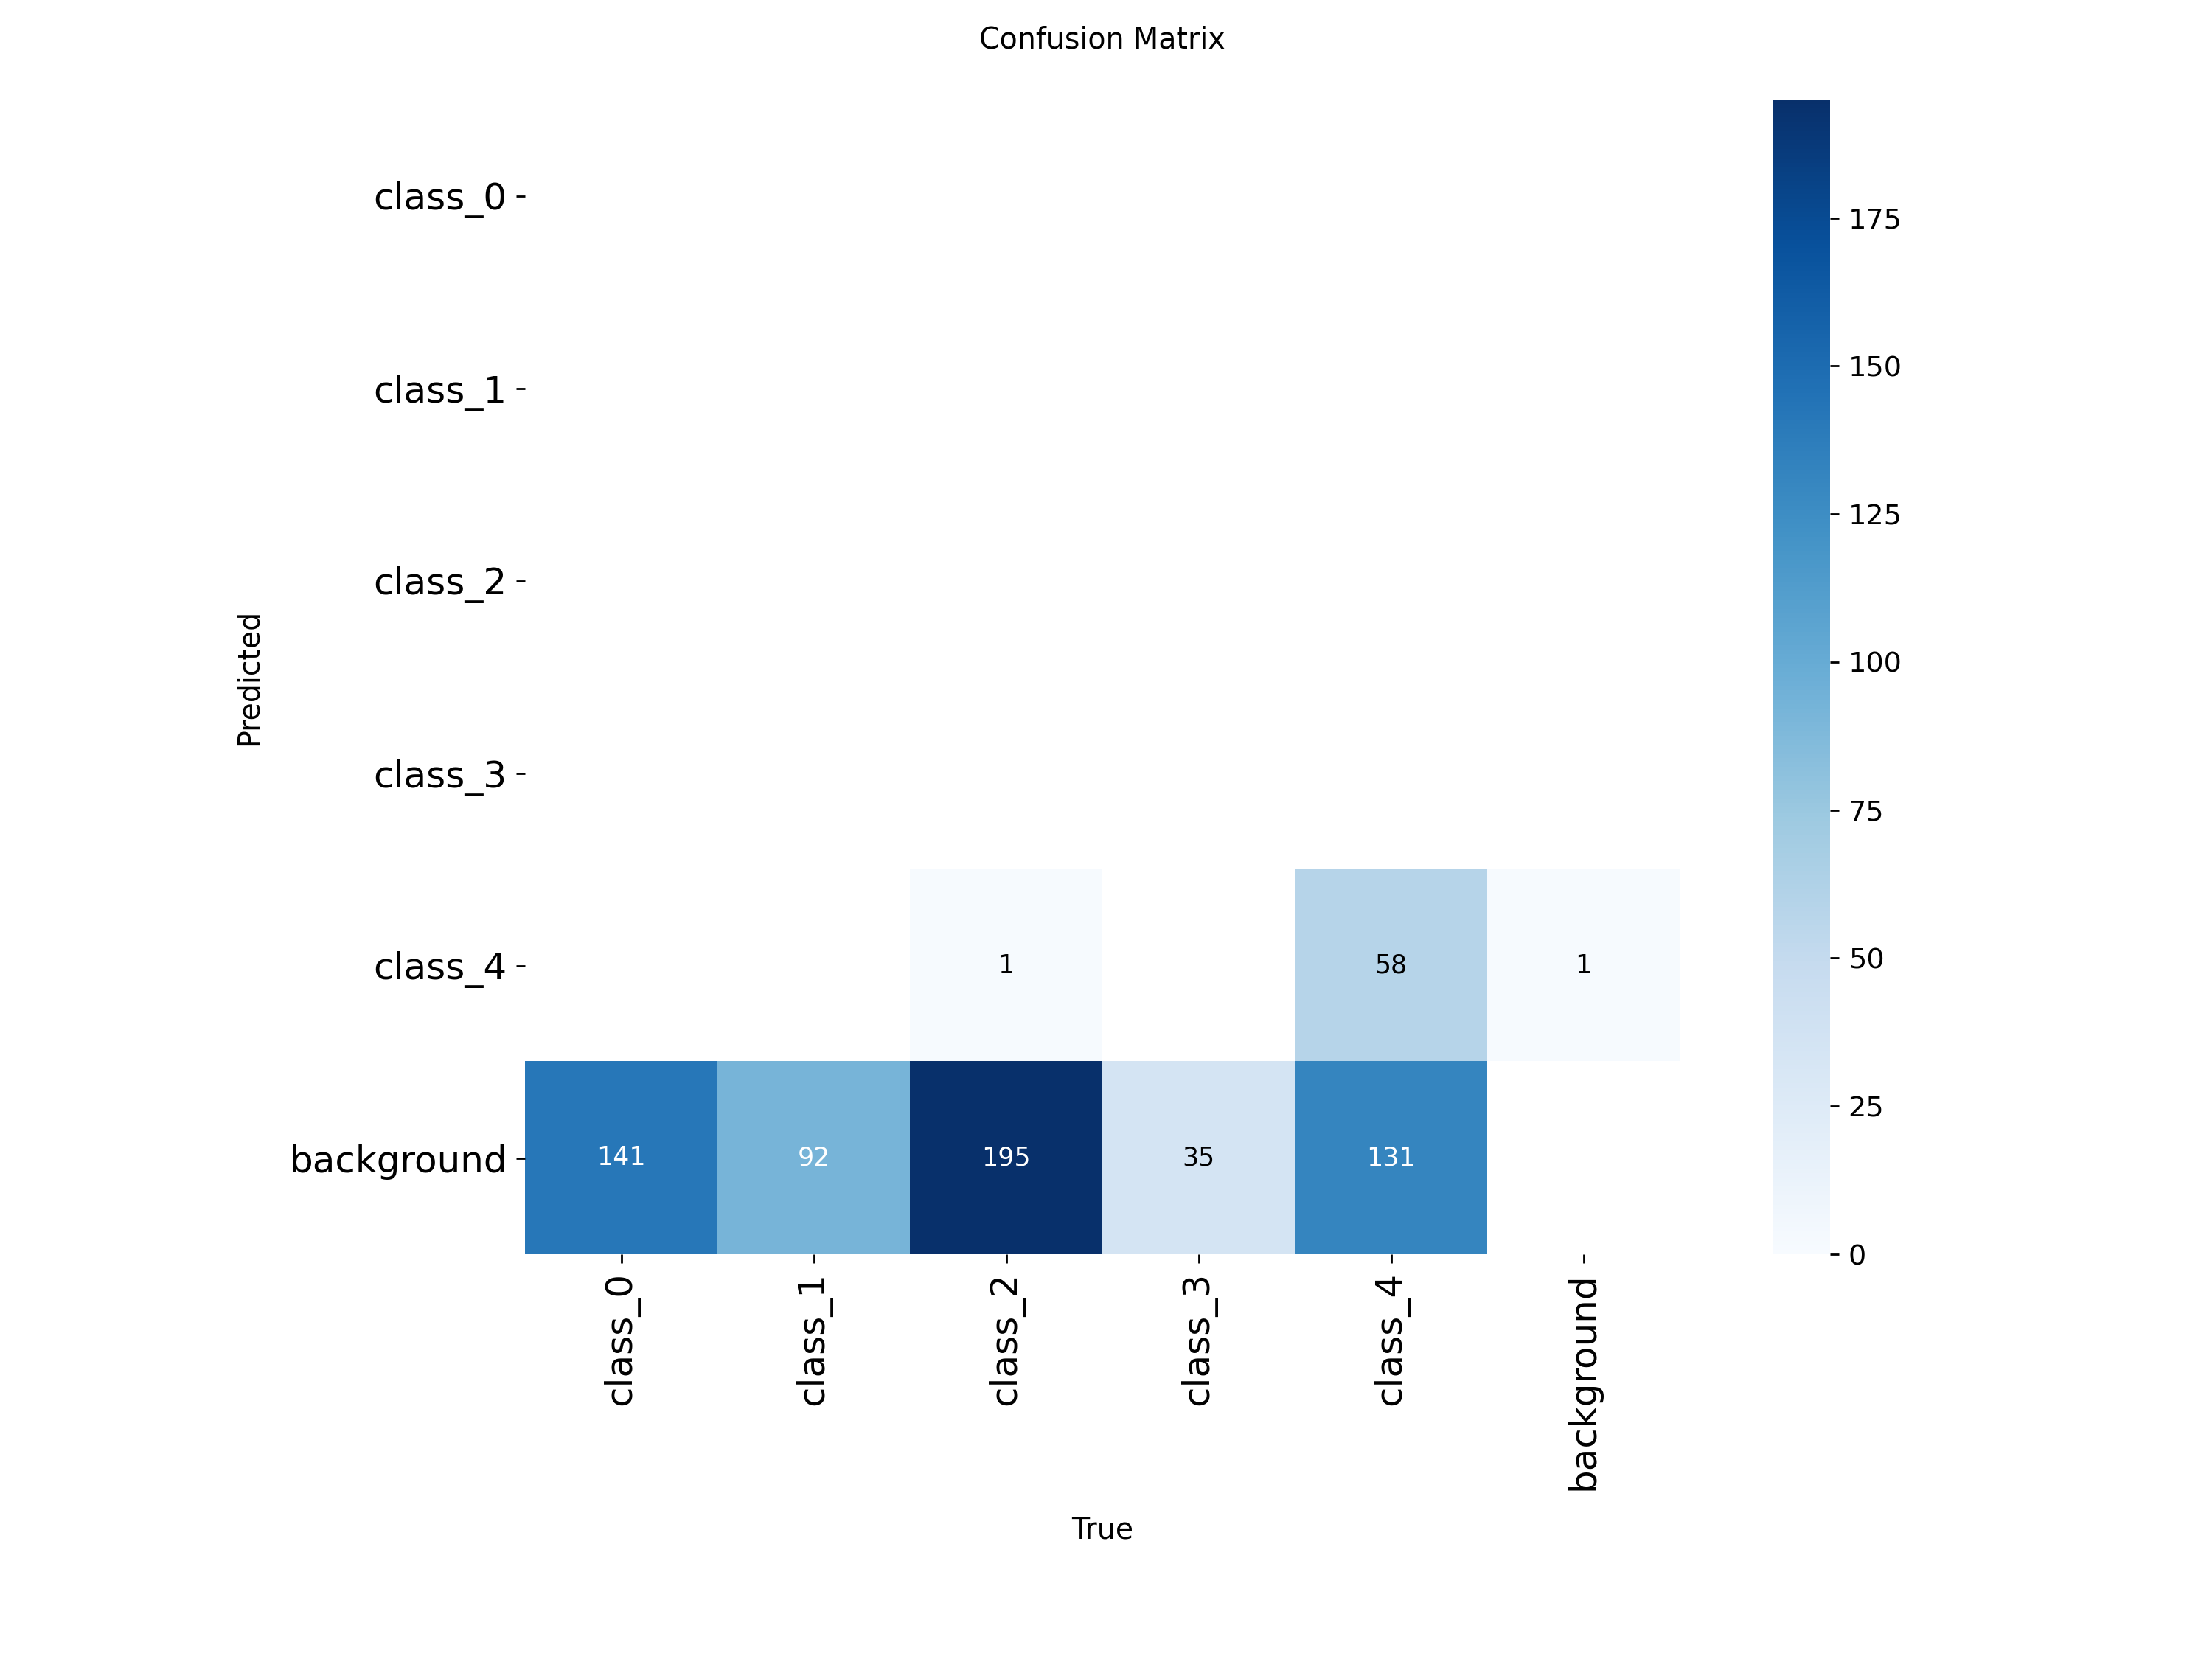 Confusion Matrix
class_0
class_1
class_2
class_3
class_4
background
Predicted
1 58 1
141 92 195 35 131
class_0 class_1 class_2 class_3 class_4 background
True
175
150
125
100
75
50
25
0